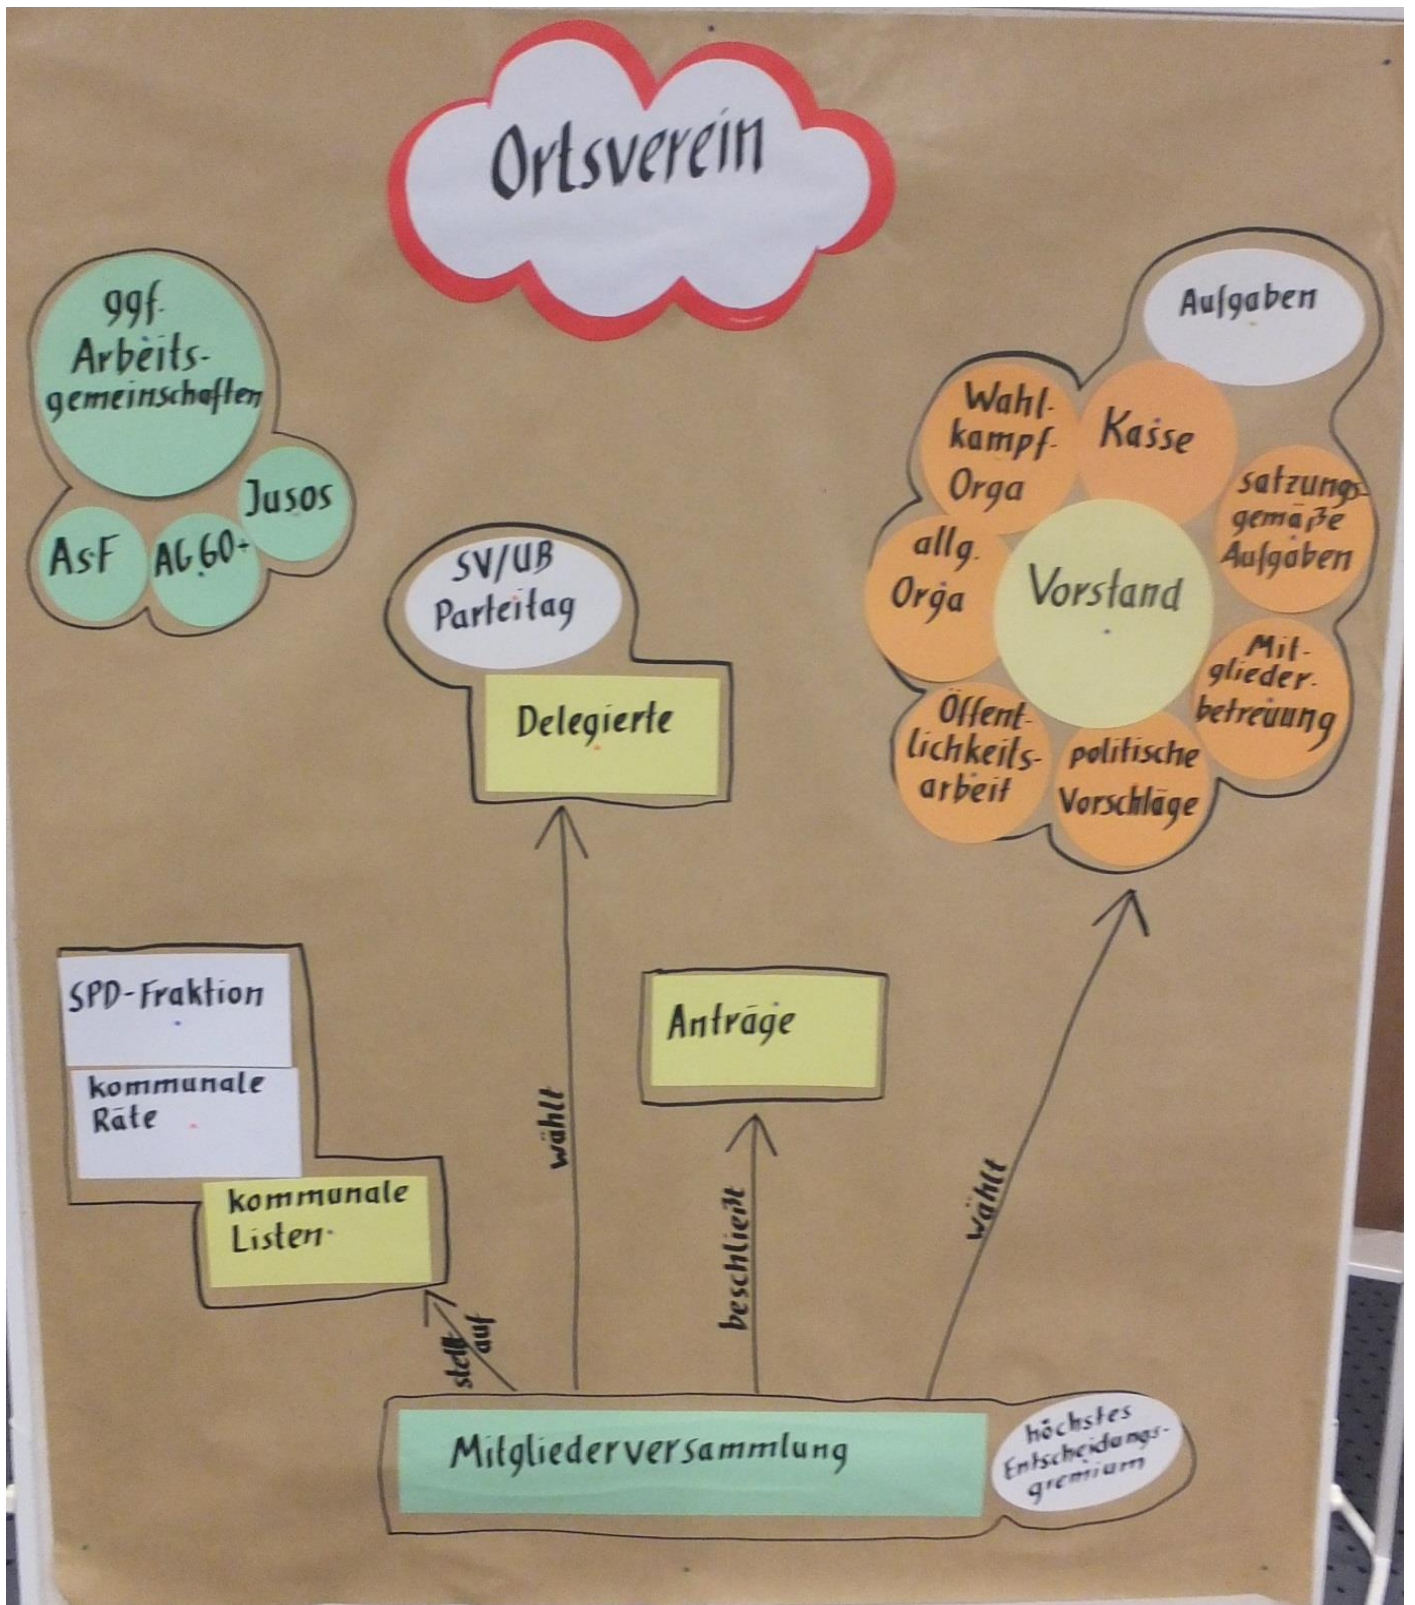 Ortsverein
ggf.
Arbeits-
gemeinschaften
Jusos
AsF
AG 60+
Aufgaben
Wahl-
kampf-
Orga
Kasse
satzungs-
gemäße
Aufgaben
allg.
Orga
Vorstand
Mit-
glieder-
betreuung
Öffent-
lichkeits-
arbeit
politische
Vorschläge
SV/UB
Parteitag
Delegierte
SPD-Fraktion
kommunale
Räte
kommunale
Listen
Anträge
stellt
auf
wählt
beschließt
wählt
Mitgliederversammlung
höchstes
Entscheidungs-
gremium